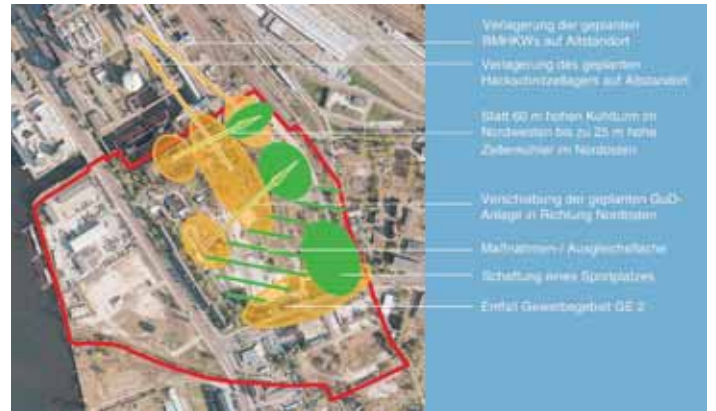 Verlagerung der geplanten
BMHKWs auf Altstandort
Verlagerung des geplanten
Hackschnitzellagers auf Altstandort
Statt 60 m hohen Kühlturm im
Nordwesten bis zu 25 m hohe
Zellenkühler im Nordosten
Verschiebung der geplanten GuD-
Anlage in Richtung Nordosten
Maßnahmen-/ Ausgleichsfläche
Schaffung eines Sportplatzes
Entfall Gewerbegebiet GE 2